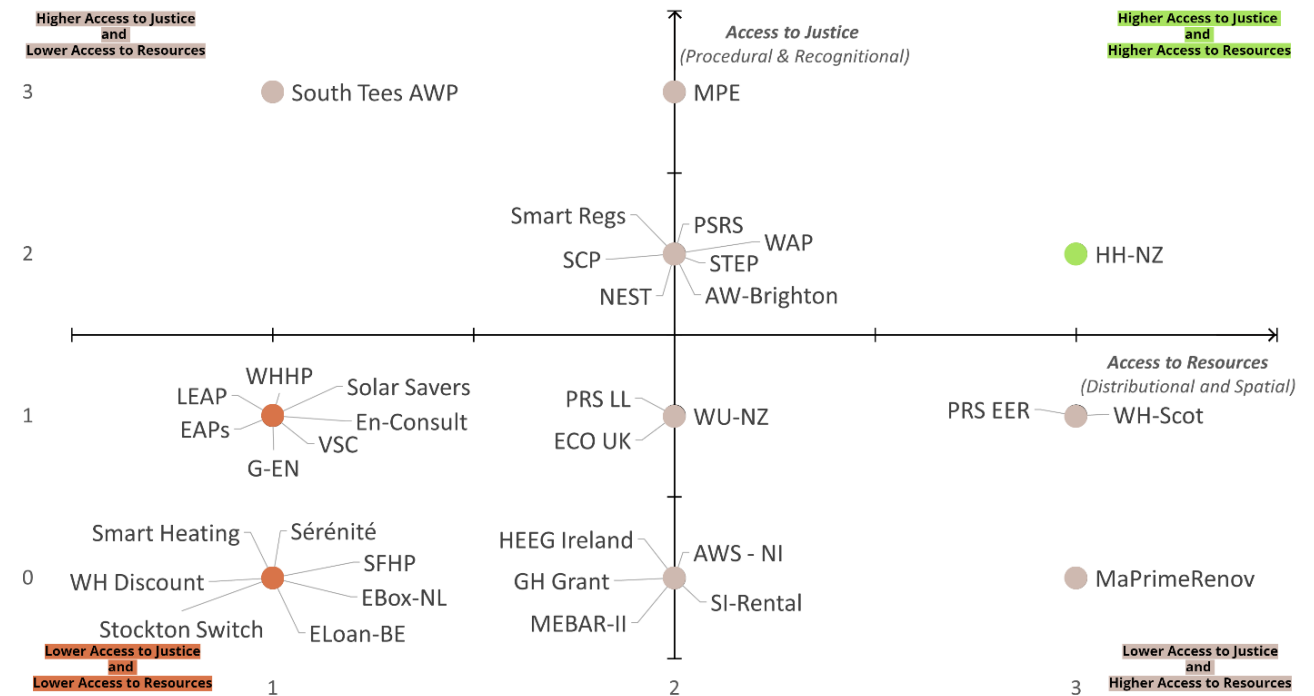 Higher Access to Justice
and
Lower Access to Resources
Access to Justice
(Procedural & Recognitional)
Higher Access to Justice
and
Higher Access to Resources
3
South Tees AWP
MPE
Smart Regs
PSRS
WAP
2
SCP
STEP
HH-NZ
NEST
AW-Brighton
Access to Resources
(Distributional and Spatial)
WHHP
Solar Savers
LEAP
PRS LL
PRS EER
WH-Scot
1
WU-NZ
En-Consult
EAPs
VSC
ECO UK
G-EN
Smart Heating
Sérénité
HEEG Ireland
AWS - NI
SFHP
0
WH Discount
GH Grant
MaPrimeRenov
EBox-NL
SI-Rental
Stockton Switch
ELoan-BE
MEBAR-II
Lower Access to Justice
and
Lower Access to Resources
Lower Access to Justice
and
Higher Access to Resources
1
2
3